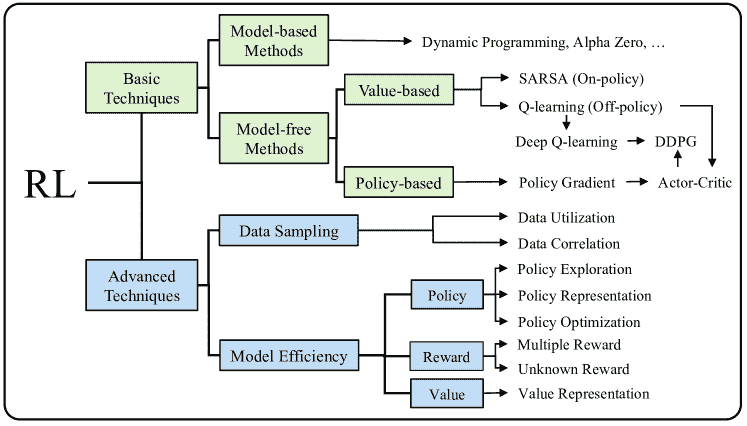 RL
Basic
Techniques
Model-based
Methods
Dynamic Programming, Alpha Zero, …
Model-free
Methods
Value-based
SARSA (On-policy)
Q-learning (Off-policy)
Deep Q-learning
DDPG
Policy-based
Policy Gradient
Actor-Critic
Advanced
Techniques
Data Sampling
Data Utilization
Data Correlation
Model Efficiency
Policy
Policy Exploration
Policy Representation
Policy Optimization
Reward
Multiple Reward
Unknown Reward
Value
Value Representation